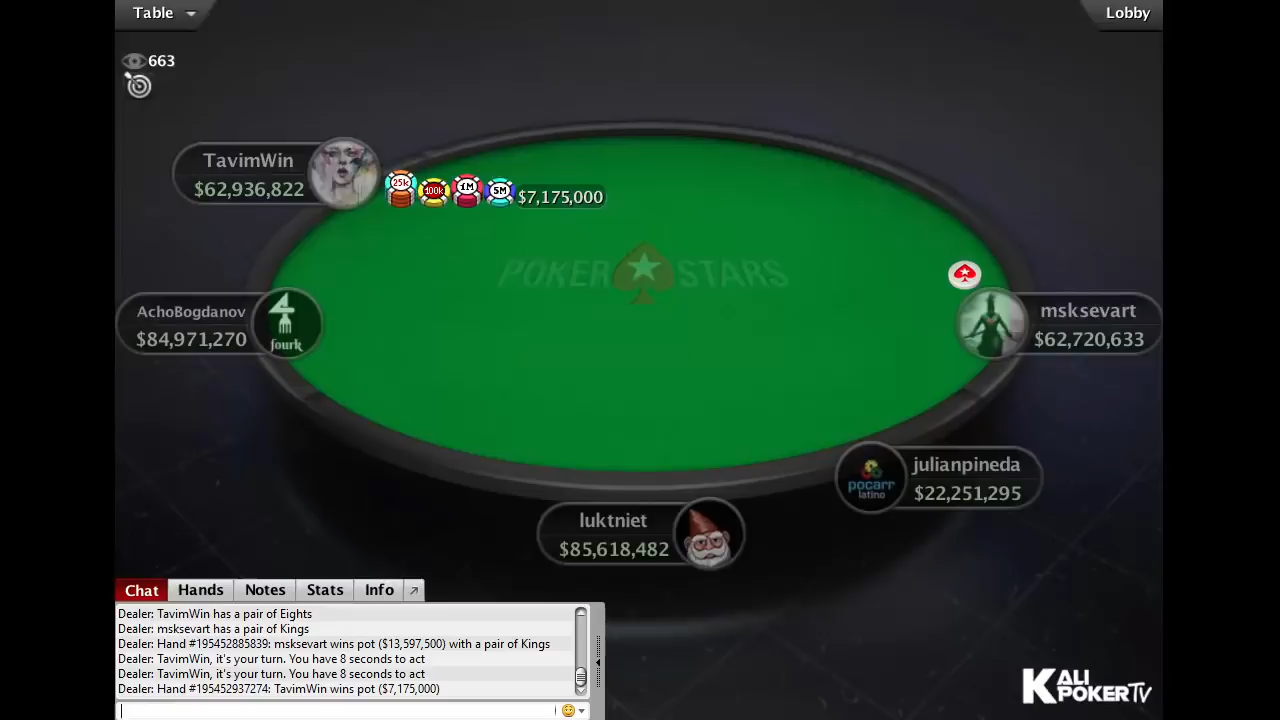 Table
Lobby
663
TavimWin
$62,936,822
25k
100k
1M
5M
$7,175,000
POKER STARS
AchoBogdanov
$84,971,270
4
fourk
msksevart
$62,720,633
julianpineda
$22,251,295
pocarr
latino
luktniet
$85,618,482
Chat
Hands
Notes
Stats
Info
Dealer: TavimWin has a pair of Eights
Dealer: msksevart has a pair of Kings
Dealer: Hand #195452885839: msksevart wins pot ($13,597,500) with a pair of Kings
Dealer: TavimWin, it's your turn. You have 8 seconds to act
Dealer: TavimWin, it's your turn. You have 8 seconds to act
Dealer: Hand #195452937274: TavimWin wins pot ($7,175,000)
KALI
POKERTV